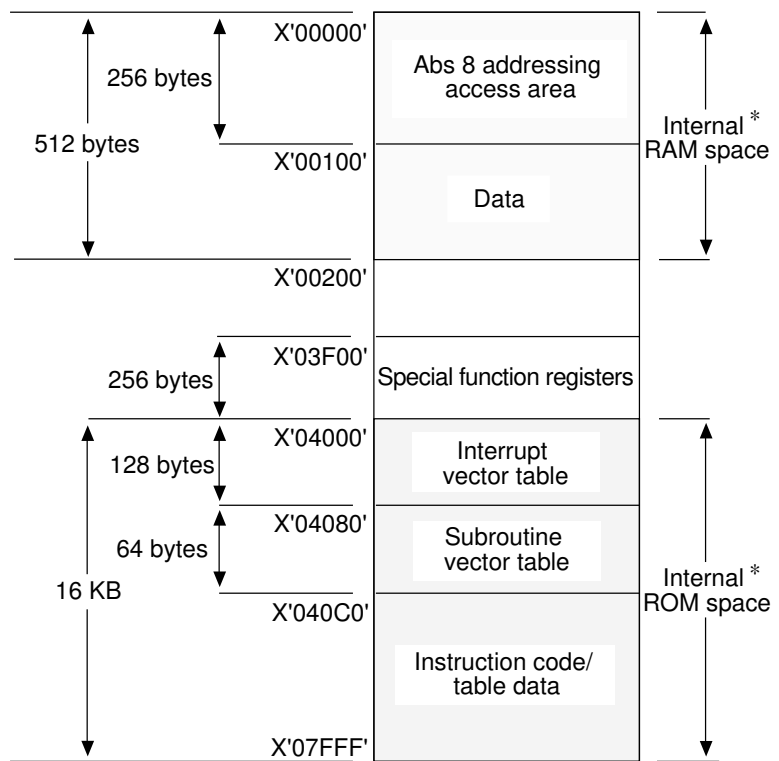 X'00000'
256 bytes
512 bytes
Abs 8 addressing
access area
Internal *
RAM space
X'00100'
Data
X'00200'
X'03F00'
256 bytes
Special function registers
X'04000'
128 bytes
Interrupt
vector table
X'04080'
64 bytes
Subroutine
vector table
16 KB
Internal *
ROM space
X'040C0'
Instruction code/
table data
X'07FFF'